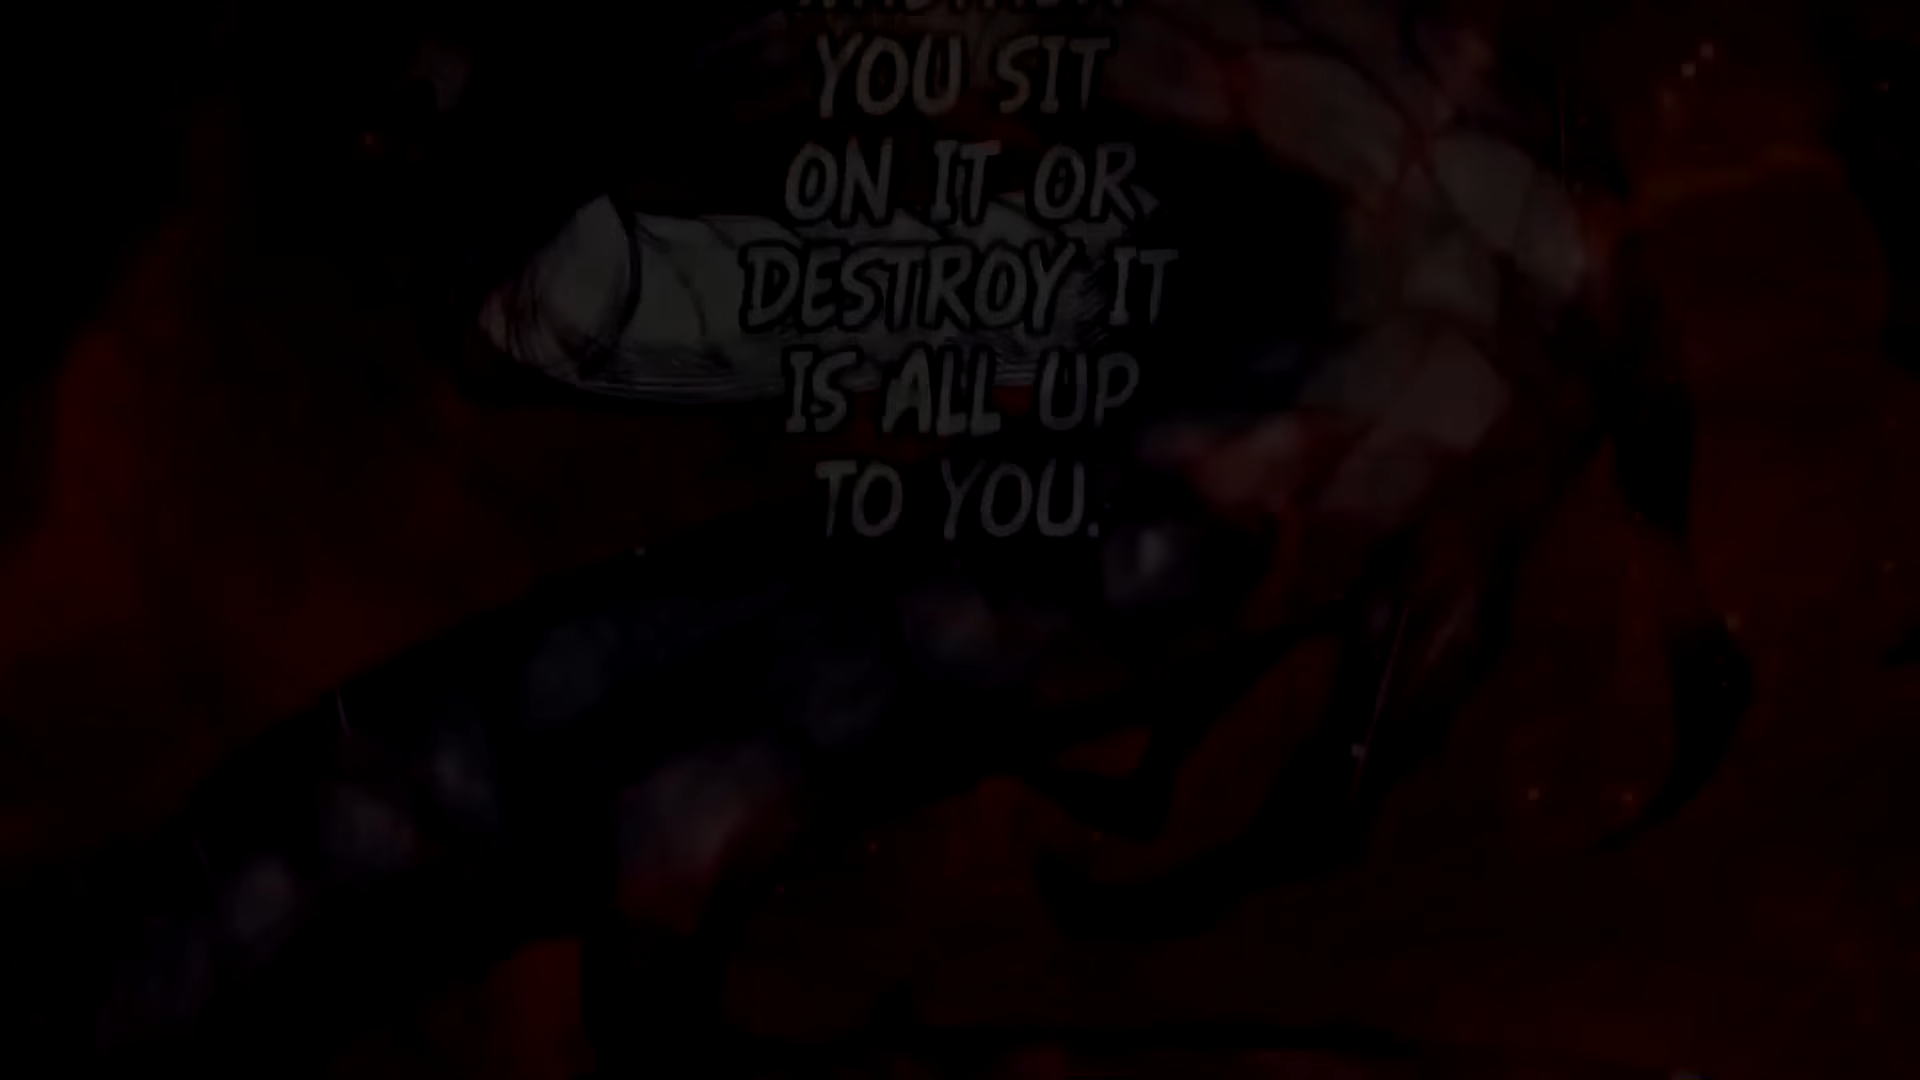 YOU SIT
ON IT OR
DESTROY IT
IS ALL UP
TO YOU.